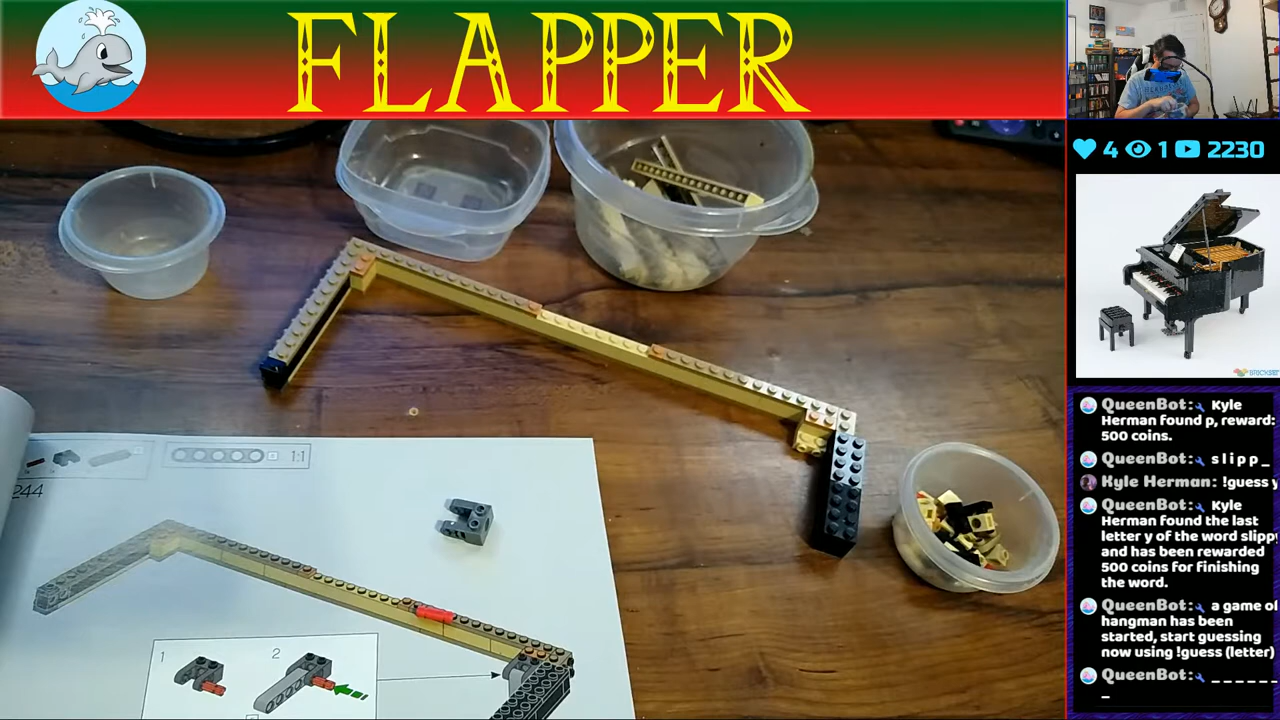 FLAPPER
4 1 2230
BRICKSET
QueenBot: Kyle
Herman found p, reward:
500 coins.
QueenBot: s l i p p _
Kyle Herman: !guess y
QueenBot: Kyle
Herman found the last
letter y of the word slippy
and has been rewarded
500 coins for finishing
the word.
QueenBot: a game of
hangman has been
started, start guessing
now using !guess (letter)
QueenBot: _ _ _ _ _ _
_
1:1
244
1 2